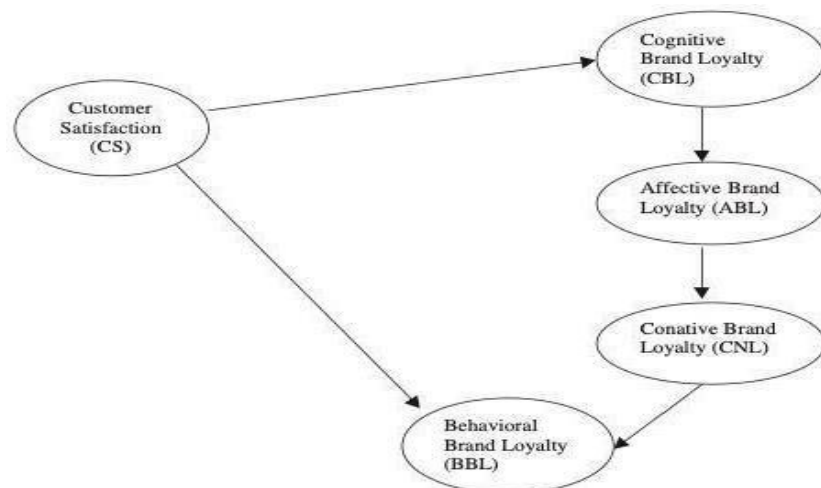 Cognitive
Brand Loyalty
(CBL)
Customer
Satisfaction
(CS)
Affective Brand
Loyalty (ABL)
Conative Brand
Loyalty (CNL)
Behavioral
Brand Loyalty
(BBL)